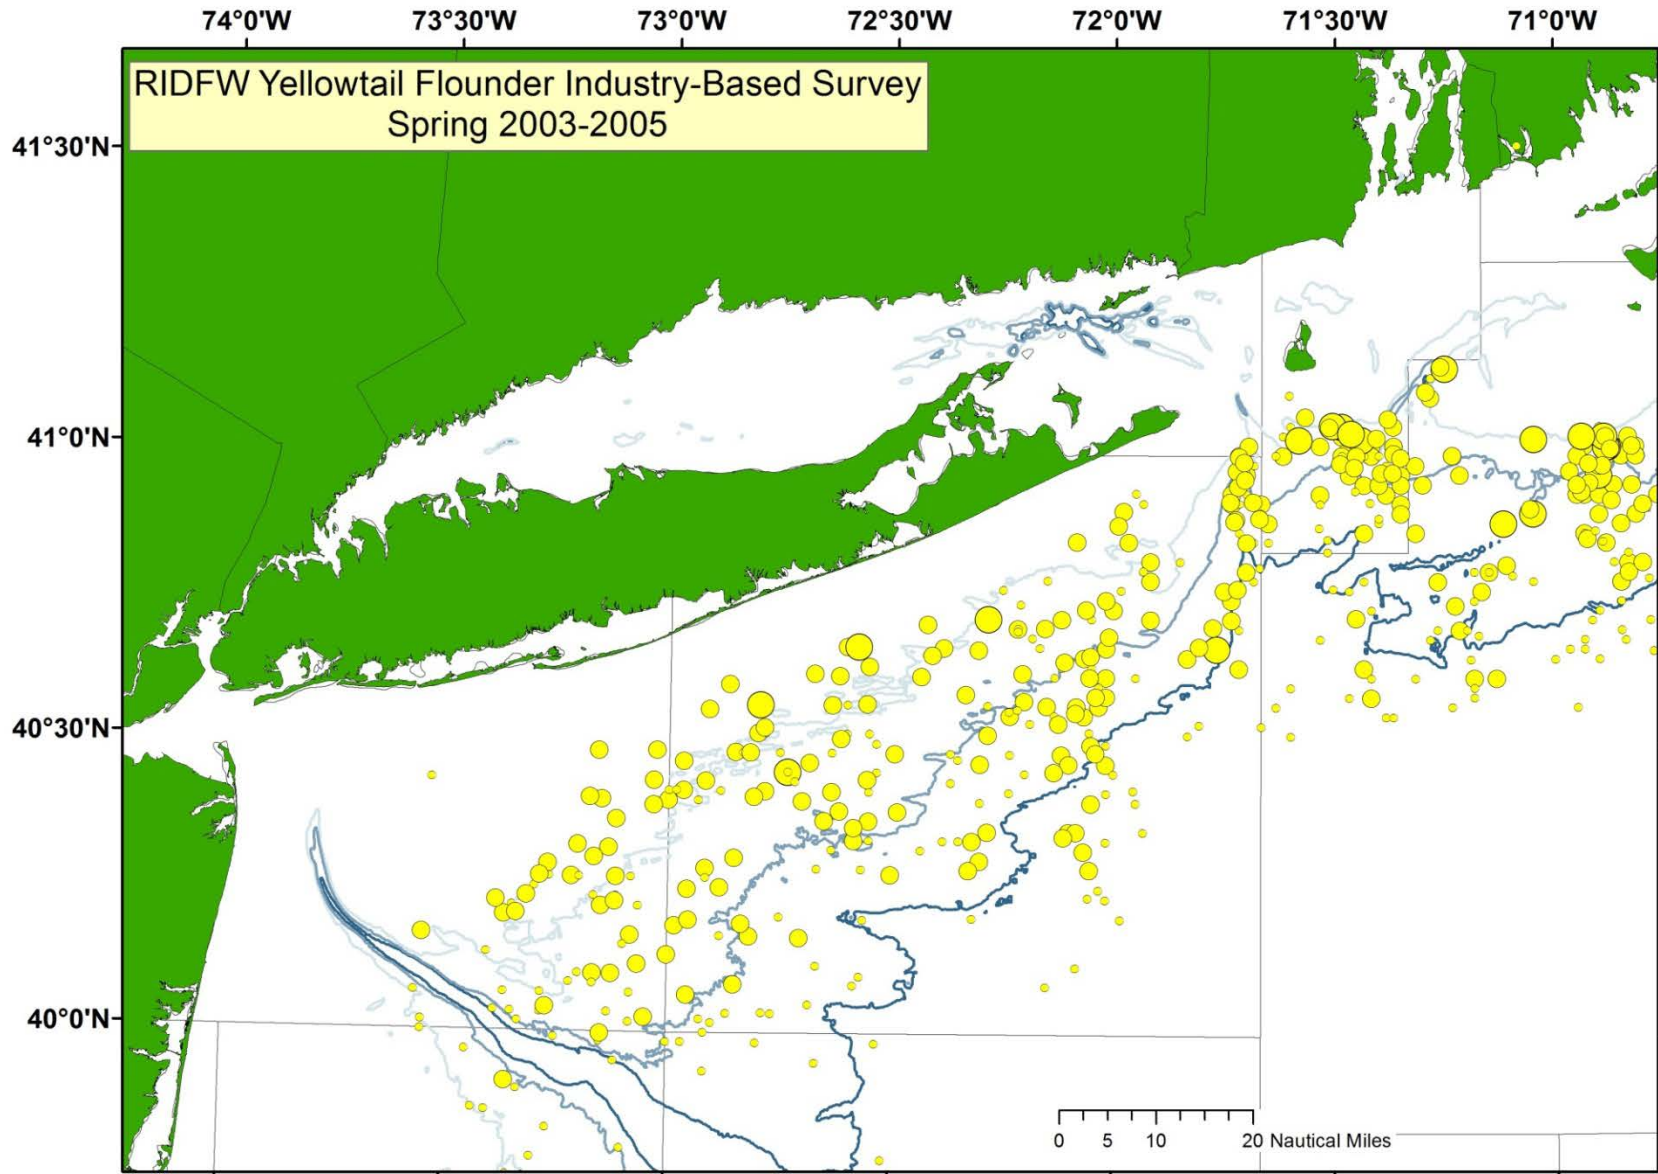 74°0'W 73°30'W 73°0'W 72°30'W 72°0'W 71°30'W 71°0'W
RIDFW Yellowtail Flounder Industry-Based Survey
Spring 2003-2005
41°30'N
41°0'N
40°30'N
40°0'N
0 5 10 20 Nautical Miles